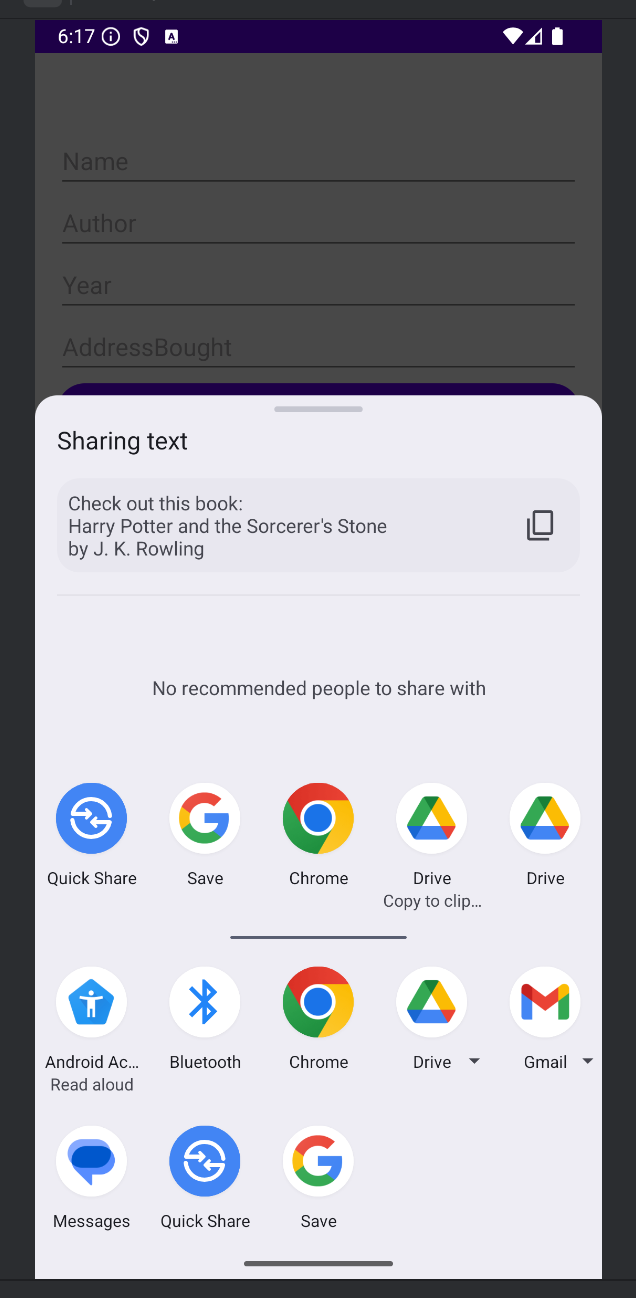 6:17
A
Name
Author
Year
AddressBought
Sharing text
Check out this book:
Harry Potter and the Sorcerer's Stone
by J. K. Rowling
No recommended people to share with
Quick Share
Save
Chrome
Drive
Copy to clip...
Drive
Android Ac...
Read aloud
Bluetooth
Chrome
Drive
Gmail
Messages
Quick Share
Save